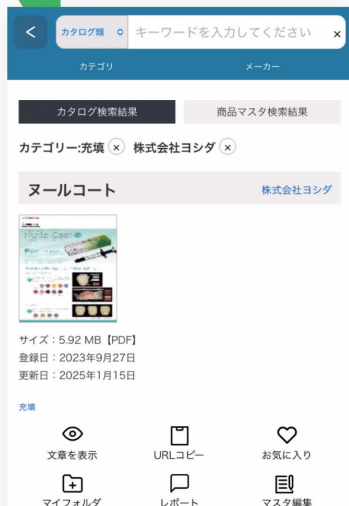 カタログ類 キーワードを入力してください ×
カテゴリ メーカー
カタログ検索結果 商品マスタ検索結果
カテゴリー:充填 × 株式会社ヨシダ ×
ヌールコート 株式会社ヨシダ
サイズ：5.92 MB【PDF】
登録日：2023年9月27日
更新日：2025年1月15日
充填
文章を表示 URLコピー お気に入り
マイフォルダ レポート マスタ編集